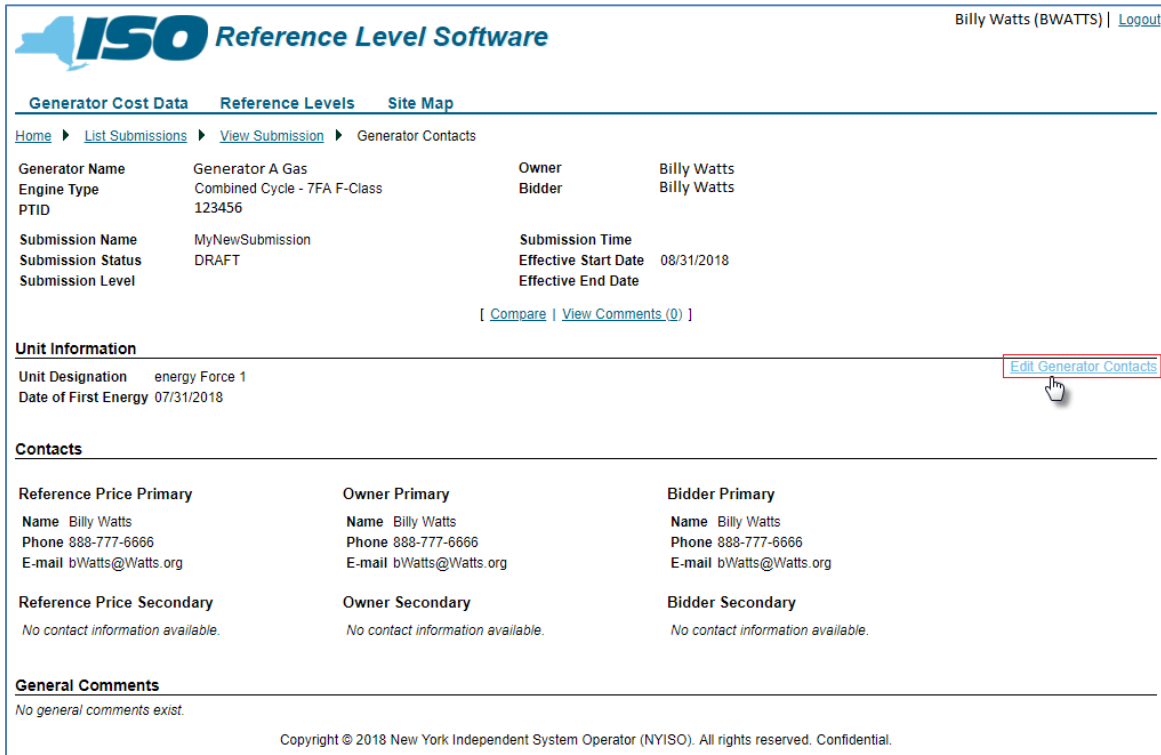 Billy Watts (BWATTS) | Logout
ISO Reference Level Software
Generator Cost Data Reference Levels Site Map
Home List Submissions View Submission Generator Contacts
Generator Name Generator A Gas Owner Billy Watts
Engine Type Combined Cycle - 7FA F-Class Bidder Billy Watts
PTID 123456
Submission Name MyNewSubmission Submission Time
Submission Status DRAFT Effective Start Date 08/31/2018
Submission Level Effective End Date
[ Compare | View Comments (0) ]
Unit Information
Edit Generator Contacts
Unit Designation energy Force 1
Date of First Energy 07/31/2018
Contacts
Reference Price Primary Owner Primary Bidder Primary
Name Billy Watts Name Billy Watts Name Billy Watts
Phone 888-777-6666 Phone 888-777-6666 Phone 888-777-6666
E-mail bWatts@Watts.org E-mail bWatts@Watts.org E-mail bWatts@Watts.org
Reference Price Secondary Owner Secondary Bidder Secondary
No contact information available. No contact information available. No contact information available.
General Comments
No general comments exist.
Copyright © 2018 New York Independent System Operator (NYISO). All rights reserved. Confidential.